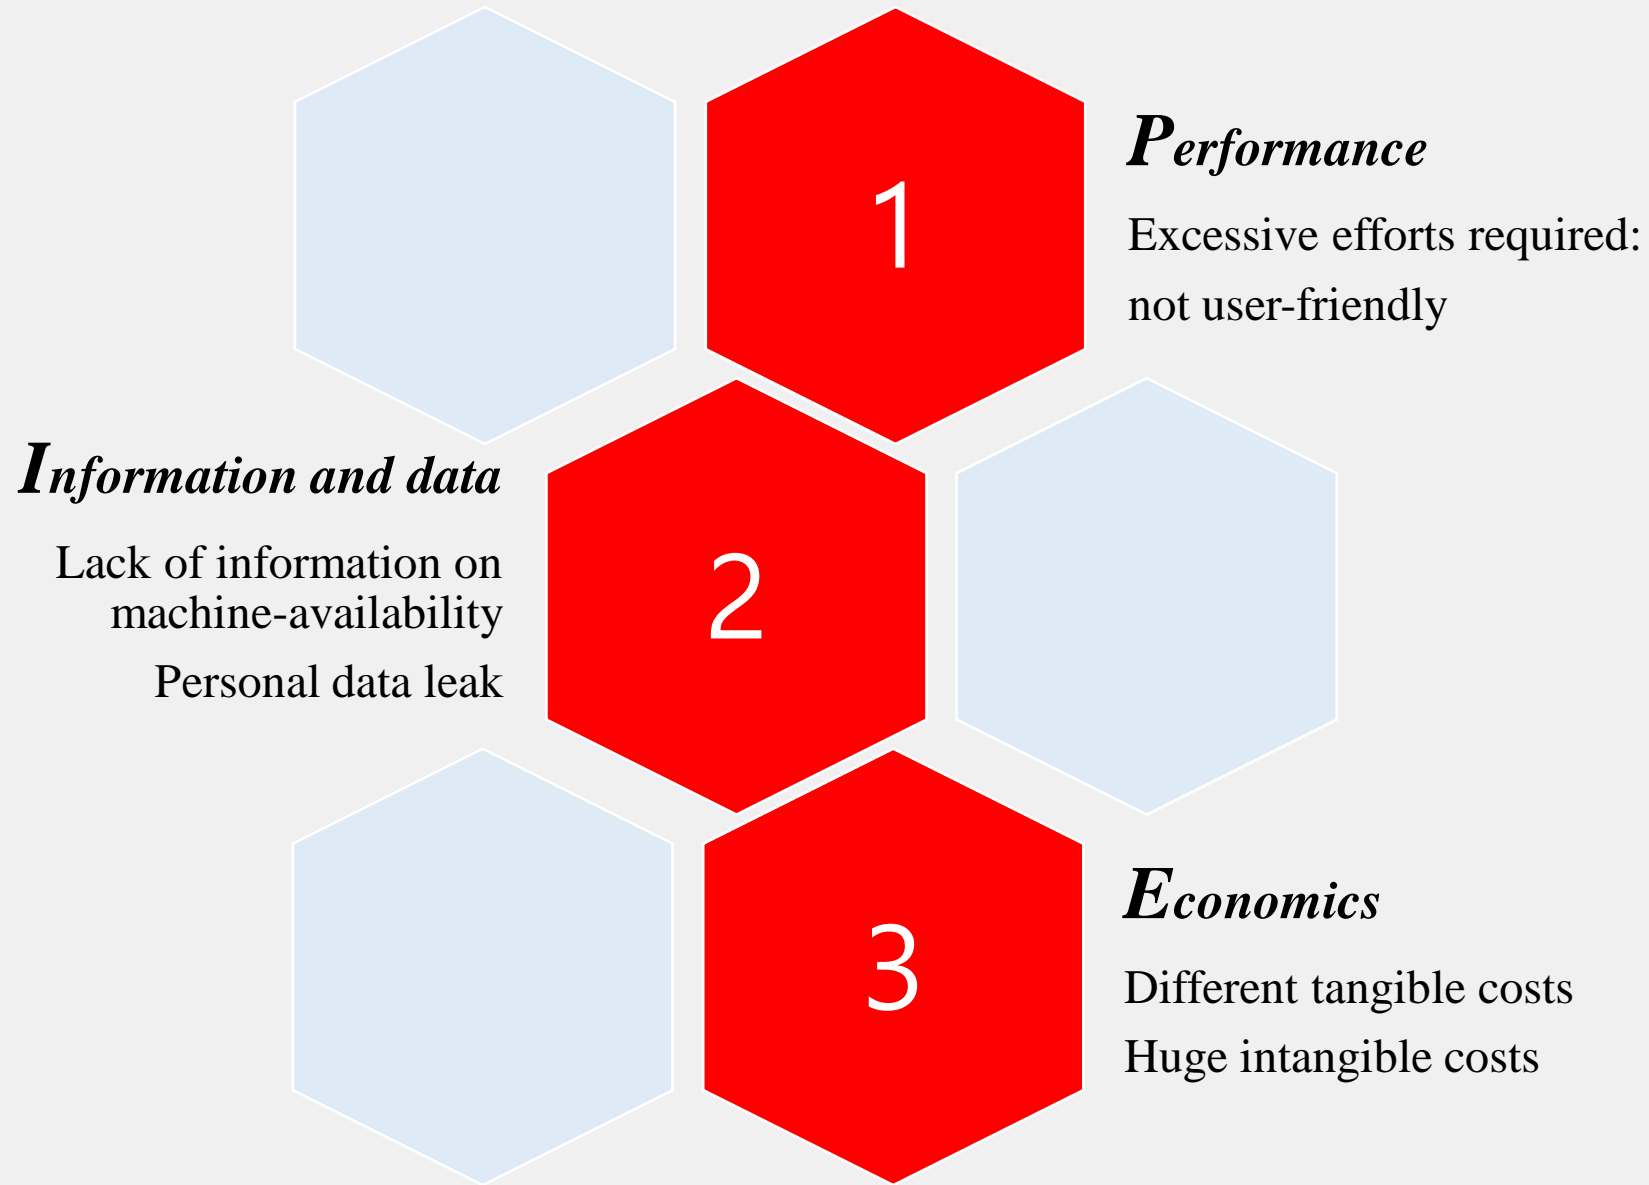 1
Performance
Excessive efforts required:
not user-friendly
Information and data
Lack of information on
machine-availability
Personal data leak
2
3
Economics
Different tangible costs
Huge intangible costs